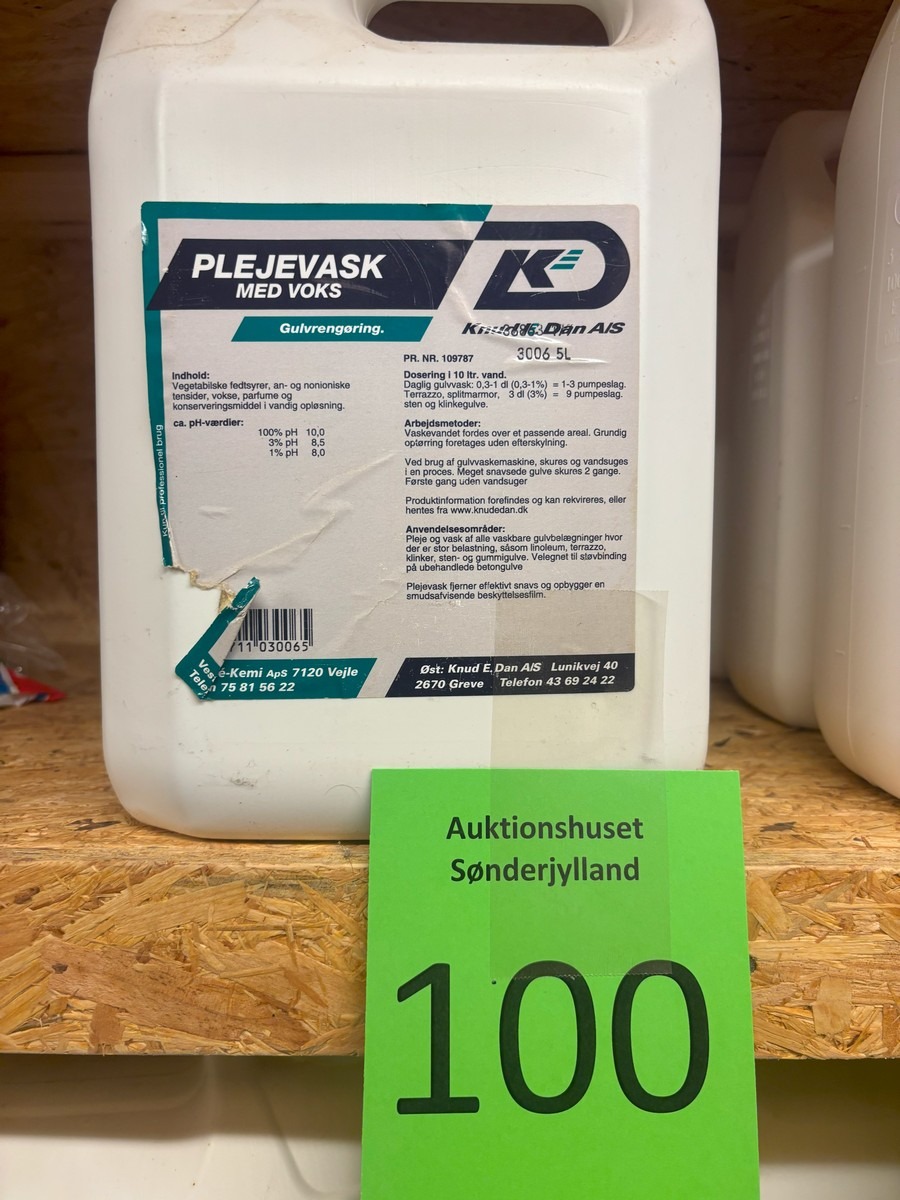 PLEJEVASK
MED VOKS
Gulvrengøring.
Dan A/S
3006 5L
PR. NR. 109787
Indhold:
Vegetabilske fedtsyrer, an- og nonioniske
tensider, vokse, parfume og
konserveringsmiddel i vandig opløsning.
ca. pH-værdier:
100% pH 10,0
3% pH 8,5
1% pH 8,0
Kun til professionel brug
Dosering i 10 ltr. vand.
Daglig gulvvask: 0,3-1 dl (0,3-1%) = 1-3 pumpeslag.
Terrazzo, splitmarmor, 3 dl (3%) = 9 pumpeslag.
sten og klinkegulve.
Arbejdsmetoder:
Vaskevandet fordes over et passende areal. Grundig
optørring foretages uden efterskylning.
Ved brug af gulvvaskemaskine, skures og vandsuges
i en proces. Meget snavsede gulve skures 2 gange.
Første gang uden vandsuger
Produktinformation forefindes og kan rekvireres, eller
hentes fra www.knudedan.dk
Anvendelsesområder:
Pleje og vask af alle vaskbare gulvbelægninger hvor
der er stor belastning, såsom linoleum, terrazzo,
klinker, sten- og gummigulve. Velegnet til støvbinding
på ubehandlede betongulve
Plejevask fjerner effektivt snavs og opbygger en
smudsafvisende beskyttelsesfilm.
711 030065
é-Kemi ApS 7120 Vejle
75 81 56 22
Øst: Knud E. Dan A/S Lunikvej 40
2670 Greve Telefon 43 69 24 22
Auktionshuset
Sønderjylland
100